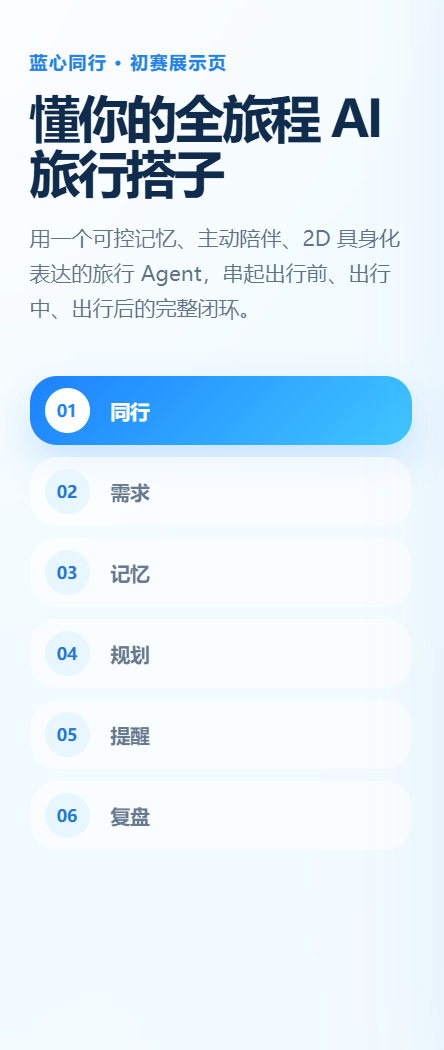 蓝心同行 · 初赛展示页
懂你的全旅程 AI
旅行搭子
用一个可控记忆、主动陪伴、2D 具身化
表达的旅行 Agent，串起出行前、出行
中、出行后的完整闭环。
01 同行
02 需求
03 记忆
04 规划
05 提醒
06 复盘